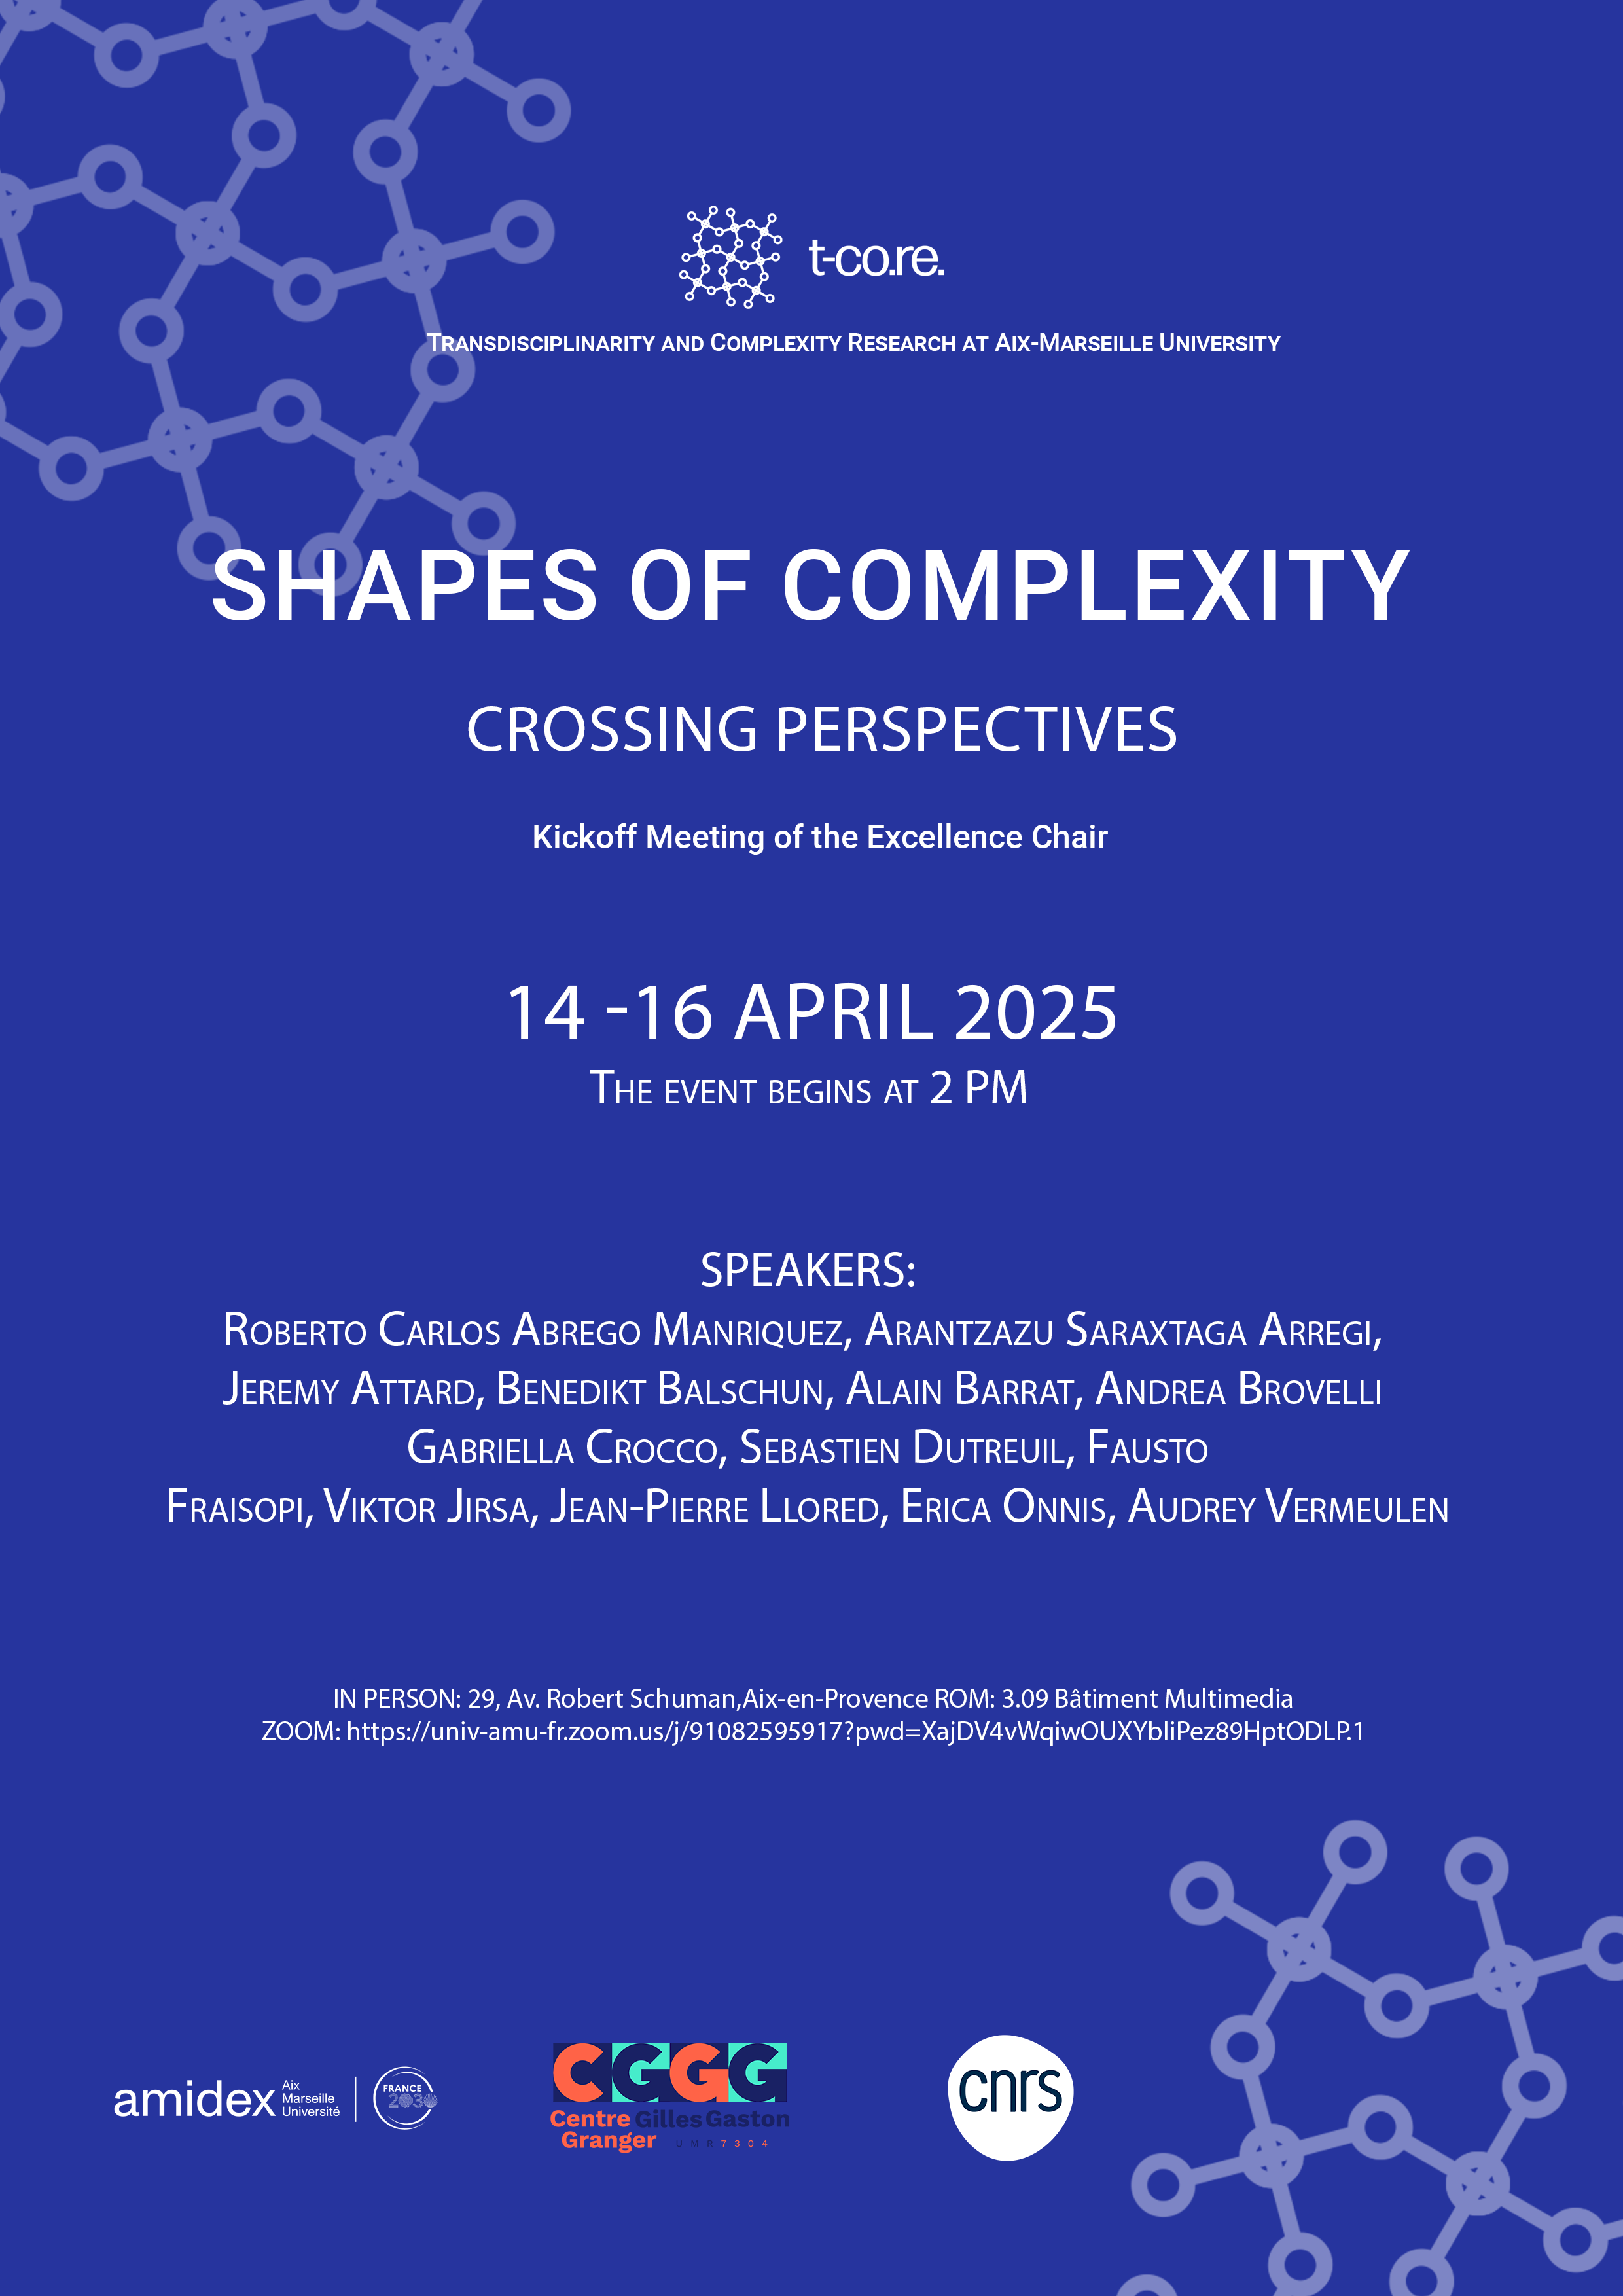 t-co.re.
Transdisciplinarity and Complexity Research at Aix-Marseille University
SHAPES OF COMPLEXITY
CROSSING PERSPECTIVES
Kickoff Meeting of the Excellence Chair
14 -16 APRIL 2025
The event begins at 2 PM
SPEAKERS:
Roberto Carlos Abrego Manriquez, Arantzazu Saraxtaga Arregi,
Jeremy Attard, Benedikt Balschun, Alain Barrat, Andrea Brovelli
Gabriella Crocco, Sebastien Dutreuil, Fausto
Fraisopi, Viktor Jirsa, Jean-Pierre Llored, Erica Onnis, Audrey Vermeulen
IN PERSON: 29, Av. Robert Schuman,Aix-en-Provence ROM: 3.09 Bâtiment Multimedia
ZOOM: https://univ-amu-fr.zoom.us/j/91082595917?pwd=XajDV4vWqiwOUXYbIiPez89HptODLP.1
amidex
Aix
Marseille
Université
FRANCE
2030
CGGG
Centre Gilles Gaston
Granger UMR 7304
cnrs